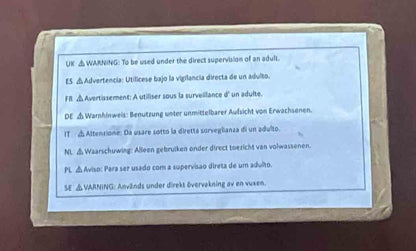 UK ⚠ WARNING: To be used under the direct supervision of an adult.
ES ⚠ Advertencia: Utilícese bajo la vigilancia directa de un adulto.
FR ⚠ Avertissement: A utiliser sous la surveillance d' un adulte.
DE ⚠ Warnhinweis: Benutzung unter unmittelbarer Aufsicht von Erwachsenen.
IT ⚠ Attenzione: Da usare sotto la diretta sorveglianza di un adulto.
NL ⚠ Waarschuwing: Alleen gebruiken onder direct toezicht van volwassenen.
PL ⚠ Aviso: Para ser usado com a supervisao direta de um adulto.
SE ⚠ VARNING: Används under direkt övervakning av en vuxen.